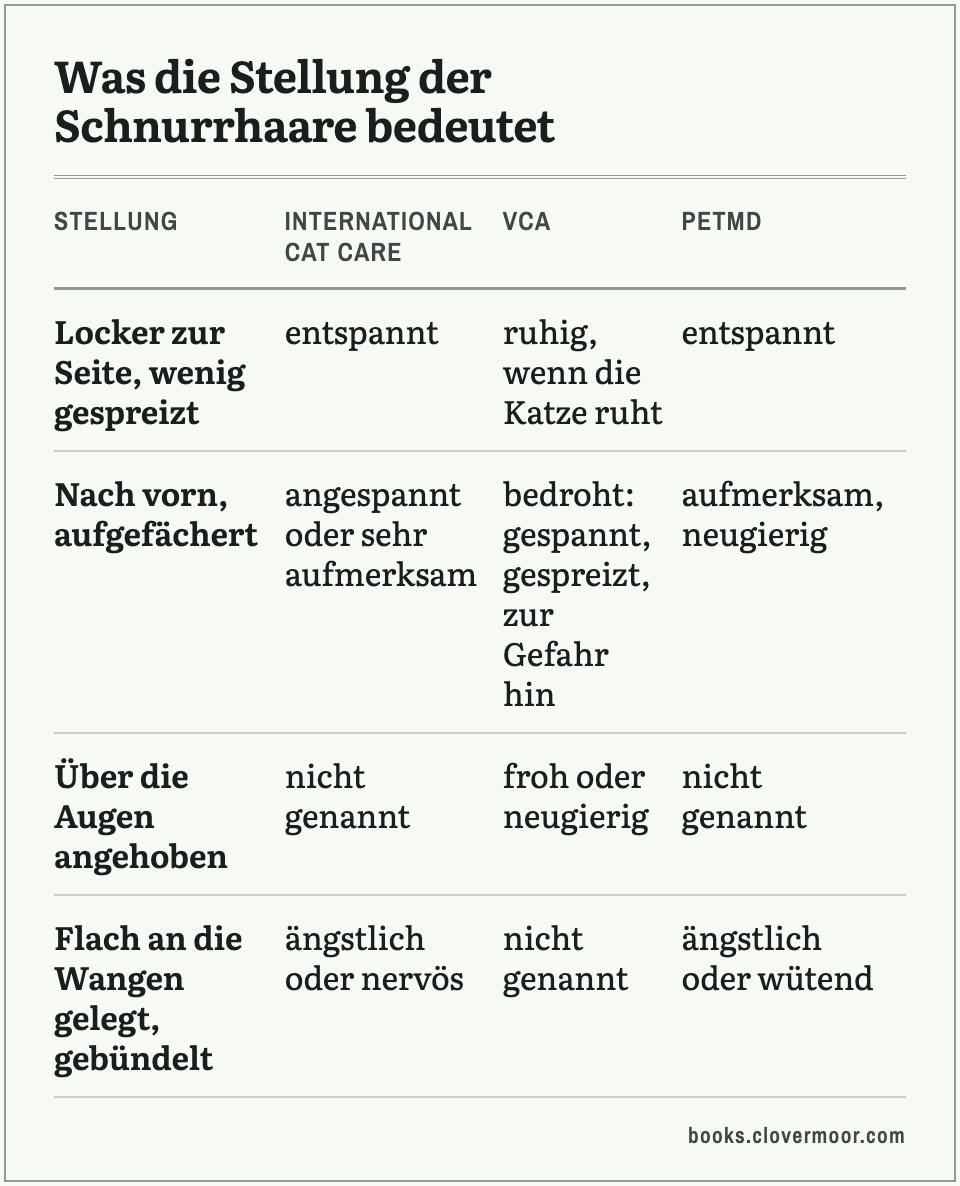 Was die Stellung der
Schnurrhaare bedeutet
STELLUNG
INTERNATIONAL
CAT CARE
VCA
PETMD
Locker zur
Seite, wenig
gespreizt
entspannt
ruhig,
wenn die
Katze ruht
entspannt
Nach vorn,
aufgefächert
angespannt
oder sehr
aufmerksam
bedroht:
gespannt,
gespreizt,
zur
Gefahr
hin
aufmerksam,
neugierig
Über die
Augen
angehoben
nicht
genannt
froh oder
neugierig
nicht
genannt
Flach an die
Wangen
gelegt,
gebündelt
ängstlich
oder nervös
nicht
genannt
ängstlich
oder wütend
books.clovermoor.com